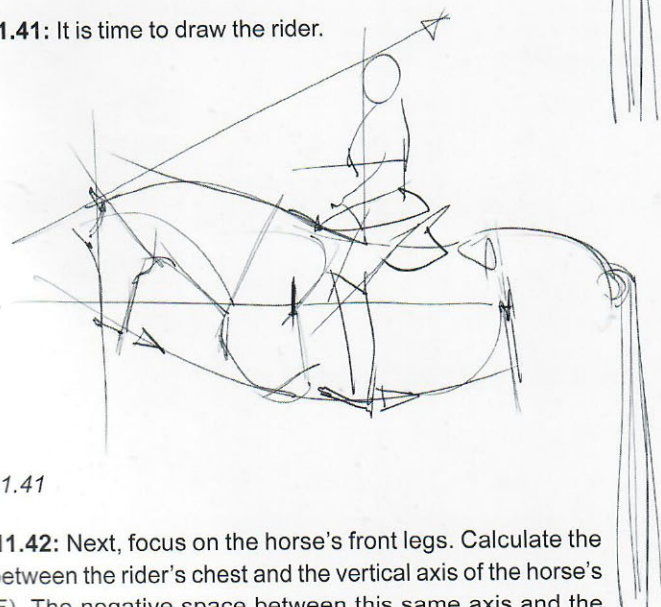 1.41: It is time to draw the rider.
1.41
11.42: Next, focus on the horse's front legs. Calculate the
etween the rider's chest and the vertical axis of the horse's
The negative space between this same axis and the